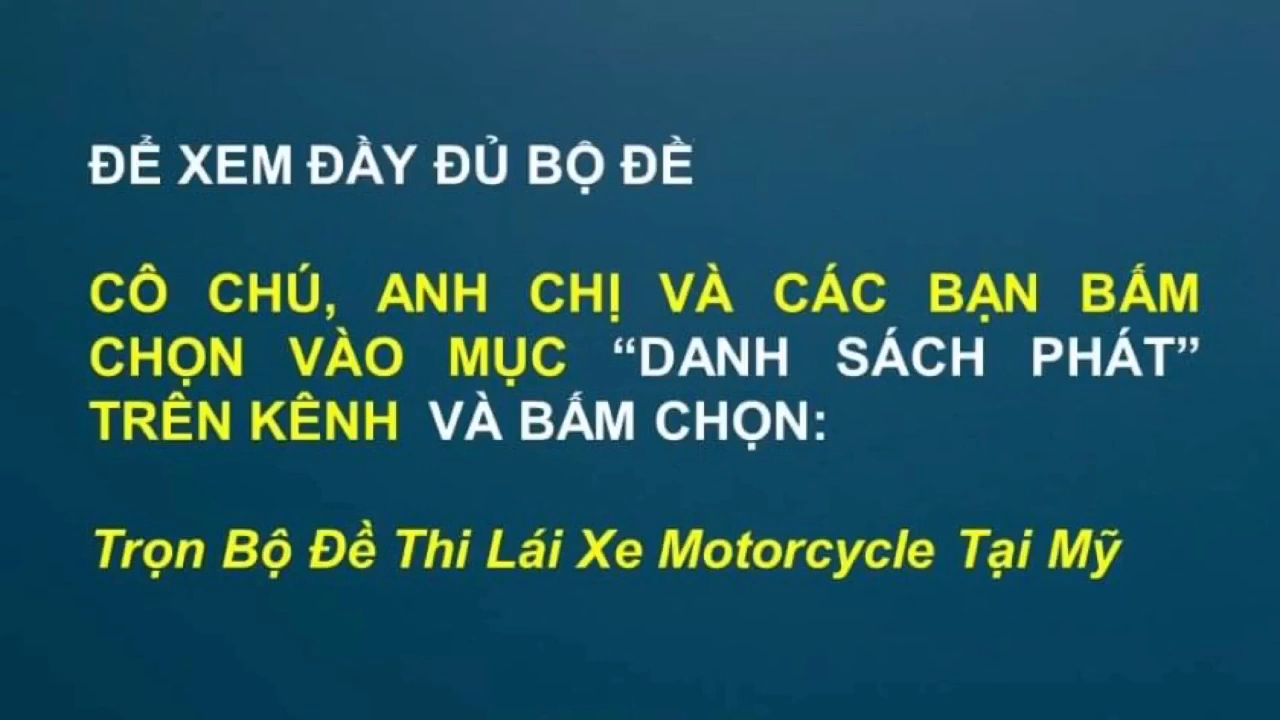 ĐỂ XEM ĐẦY ĐỦ BỘ ĐỀ
CÔ CHÚ, ANH CHỊ VÀ CÁC BẠN BẤM
CHỌN VÀO MỤC “DANH SÁCH PHÁT”
TRÊN KÊNH VÀ BẤM CHỌN:
Trọn Bộ Đề Thi Lái Xe Motorcycle Tại Mỹ